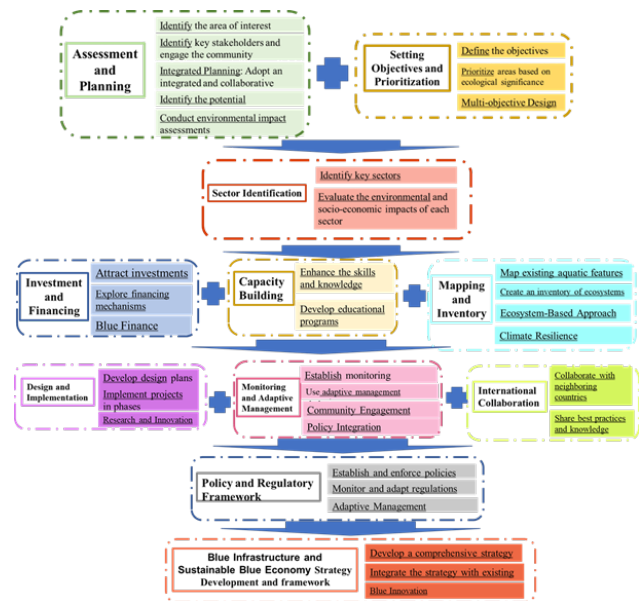 Assessment
and
Planning
Identify the area of interest
Identify key stakeholders and
engage the community
Integrated Planning: Adopt an
integrated and collaborative
Identify the potential
Conduct environmental impact
assessments
Setting
Objectives and
Prioritization
Define the objectives
Prioritize areas based on
ecological significance
Multi-objective Design
Sector Identification
Identify key sectors
Evaluate the environmental and
socio-economic impacts of each
sector
Investment
and
Financing
Attract investments
Explore financing
mechanisms
Blue Finance
Capacity
Building
Enhance the skills
and knowledge
Develop educational
programs
Mapping
and
Inventory
Map existing aquatic features
Create an inventory of ecosystems
Ecosystem-Based Approach
Climate Resilience
Design and
Implementation
Develop design plans
Implement projects
in phases
Research and Innovation
Monitoring
and Adaptive
Management
Establish monitoring
Use adaptive management
Community Engagement
Policy Integration
International
Collaboration
Collaborate with
neighboring
countries
Share best practices
and knowledge
Policy and Regulatory
Framework
Establish and enforce policies
Monitor and adapt regulations
Adaptive Management
Blue Infrastructure and
Sustainable Blue Economy Strategy
Development and framework
Develop a comprehensive strategy
Integrate the strategy with existing
Blue Innovation